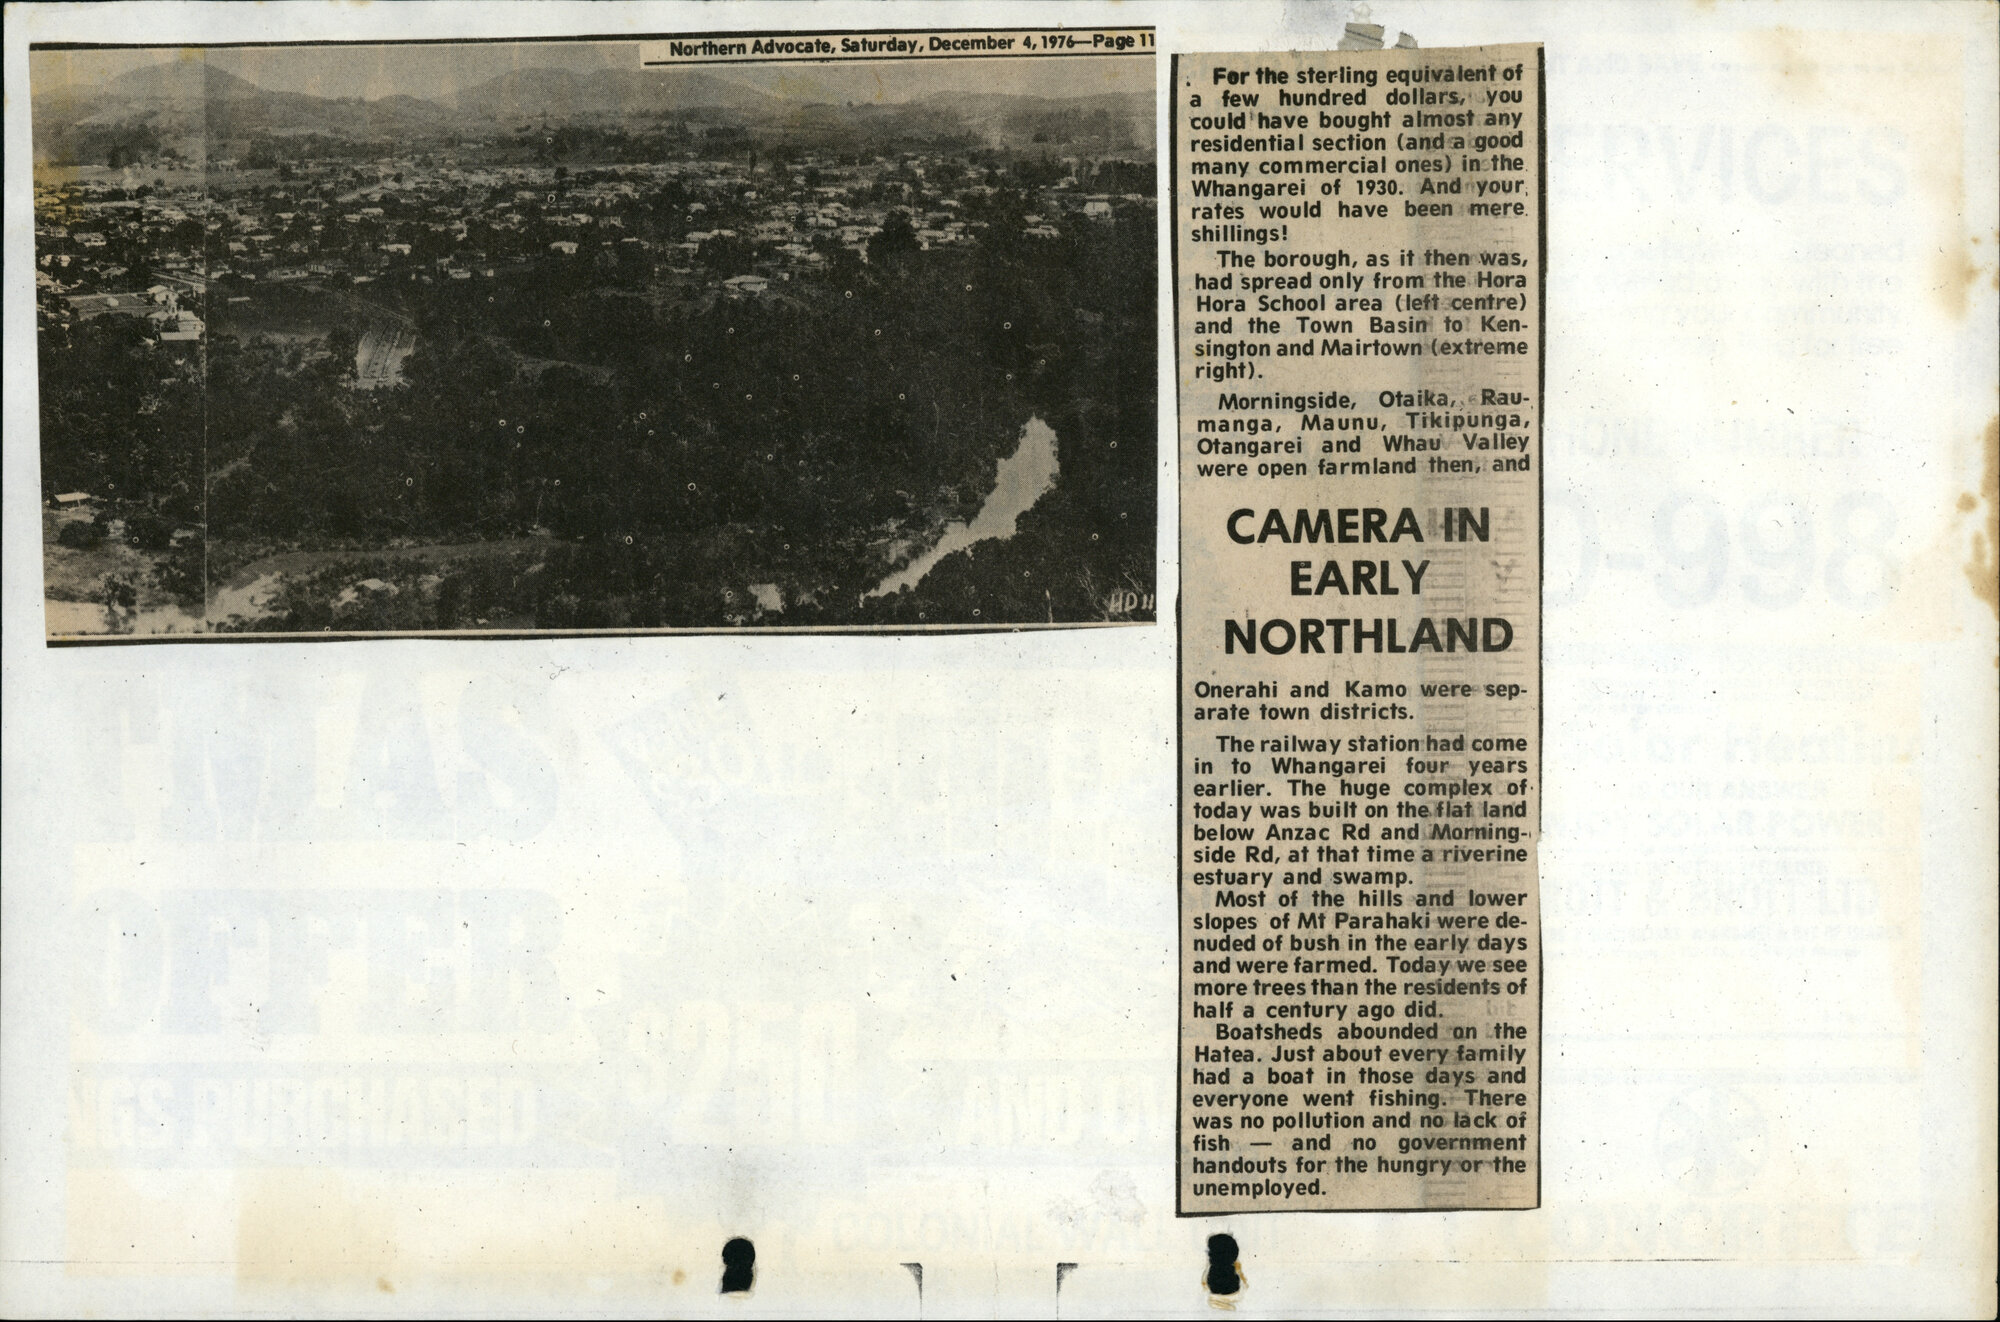 Northern Advocate, Saturday, December 4, 1976—Page 11
HD11
For the sterling equivalent of
a few hundred dollars, you
could have bought almost any
residential section (and a good
many commercial ones) in the
Whangarei of 1930. And your
rates would have been mere
shillings!
The borough, as it then was,
had spread only from the Hora
Hora School area (left centre)
and the Town Basin to Ken-
sington and Mairtown (extreme
right).
Morningside, Otaika, Rau-
manga, Maunu, Tikipunga,
Otangarei and Whau Valley
were open farmland then, and
CAMERA IN
EARLY
NORTHLAND
Onerahi and Kamo were sep-
arate town districts.
The railway station had come
in to Whangarei four years
earlier. The huge complex of
today was built on the flat land
below Anzac Rd and Morning-
side Rd, at that time a riverine
estuary and swamp.
Most of the hills and lower
slopes of Mt Parahaki were de-
nuded of bush in the early days
and were farmed. Today we see
more trees than the residents of
half a century ago did.
Boatsheds abounded on the
Hatea. Just about every family
had a boat in those days and
everyone went fishing. There
was no pollution and no lack of
fish — and no government
handouts for the hungry or the
unemployed.